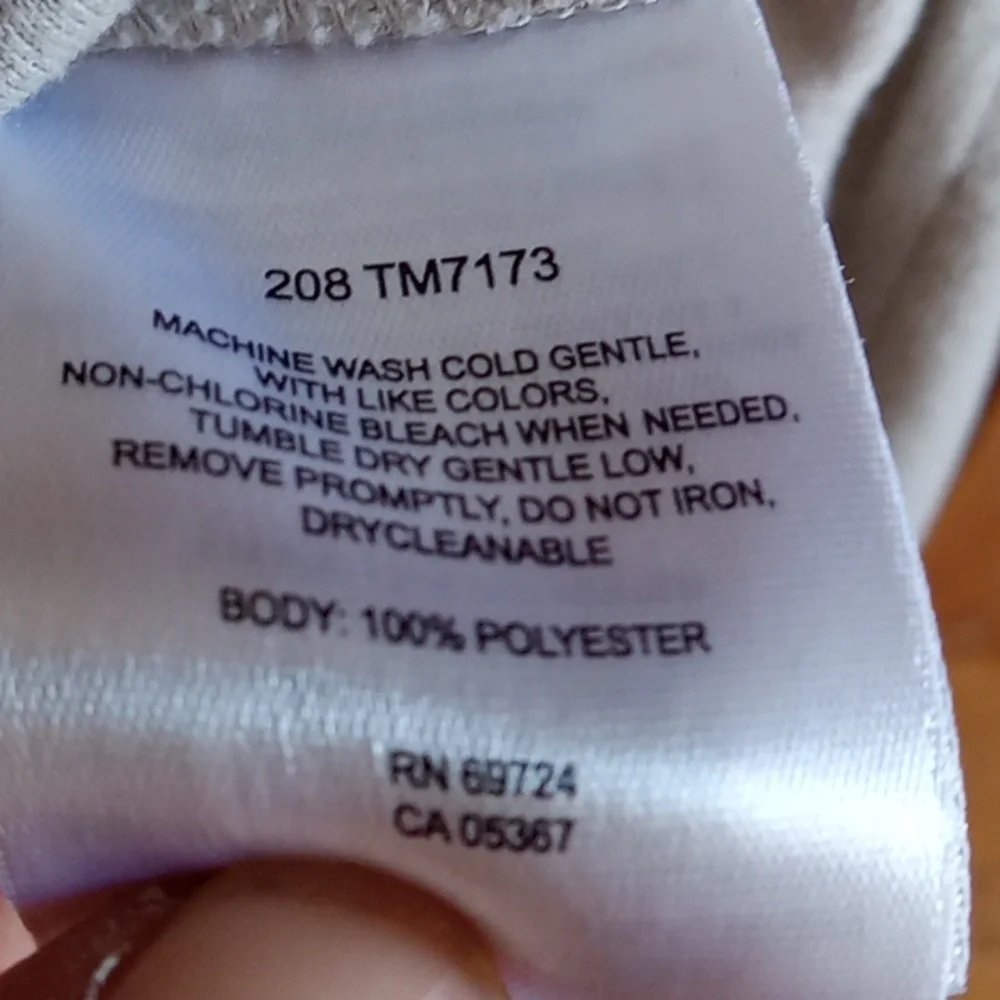 208 TM7173
MACHINE WASH COLD GENTLE,
WITH LIKE COLORS,
NON-CHLORINE BLEACH WHEN NEEDED,
TUMBLE DRY GENTLE LOW,
REMOVE PROMPTLY, DO NOT IRON,
DRYCLEANABLE
BODY: 100% POLYESTER
RN 69724
CA 05367